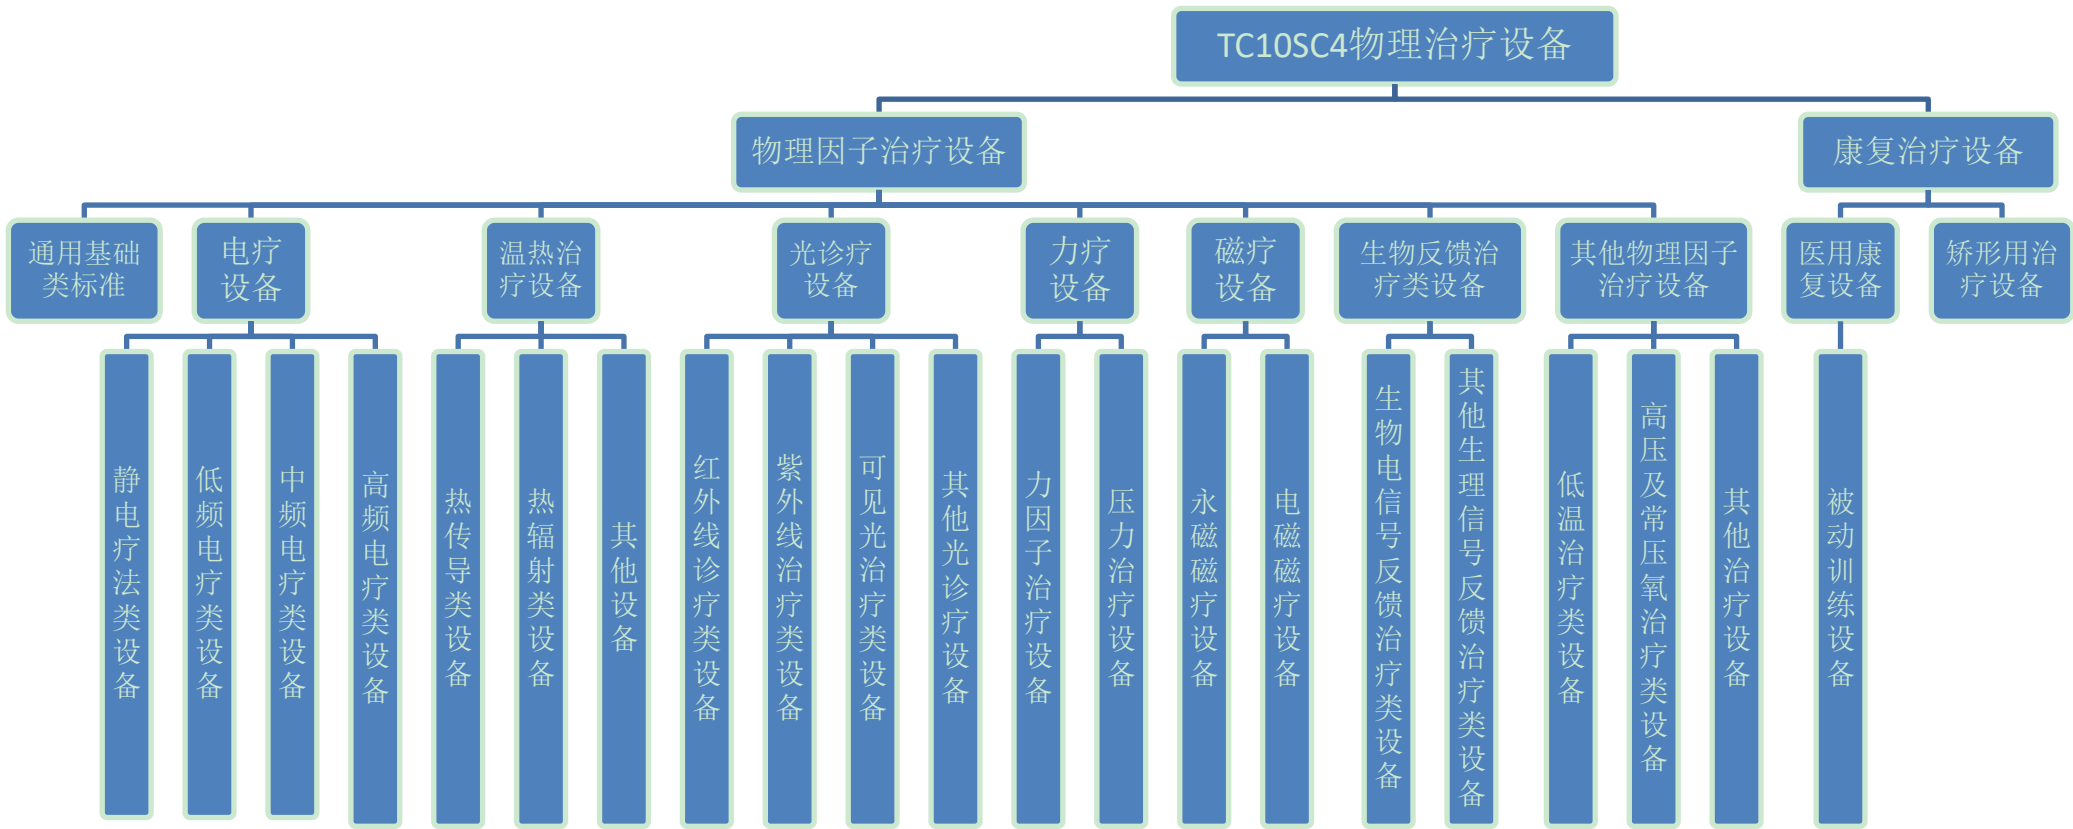 TC10SC4物理治疗设备
物理因子治疗设备
康复治疗设备
通用基础
类标准
电疗
设备
温热治
疗设备
光诊疗
设备
力疗
设备
磁疗
设备
生物反馈治
疗类设备
其他物理因子
治疗设备
医用康
复设备
矫形用治
疗设备
静电疗法类设备
低频电疗类设备
中频电疗类设备
高频电疗类设备
热传导类设备
热辐射类设备
其他设备
红外线诊疗类设备
紫外线治疗类设备
可见光治疗类设备
其他光诊疗设备
力因子治疗设备
压力治疗设备
永磁磁疗设备
电磁磁疗设备
生物电信号反馈治疗类设备
其他生理信号反馈治疗类设备
低温治疗类设备
高压及常压氧治疗类设备
其他治疗设备
被动训练设备